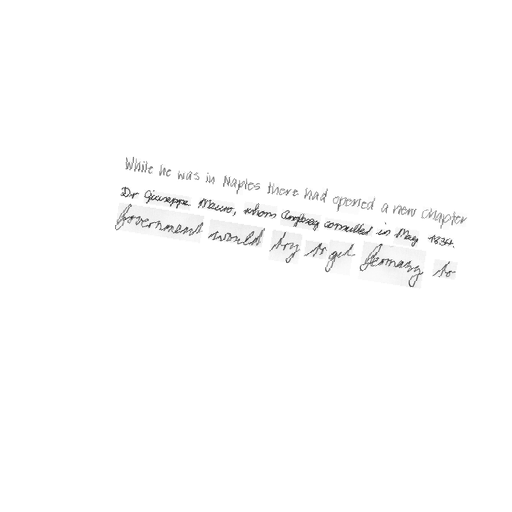 While he was in Naples there had opened a new chapter
Dr Giuseppe Mauro, whom consulted in May 1834.
Government would try to get Germany to